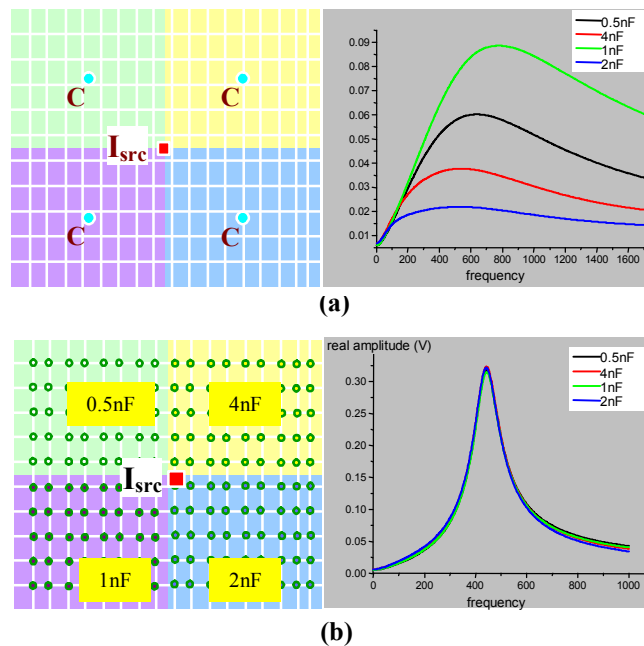 C
C
I_src
C
C
0.5nF
4nF
1nF
2nF
0.09
0.08
0.07
0.06
0.05
0.04
0.03
0.02
0.01
0 200 400 600 800 1000 1200 1400 1600
frequency
(a)
0.5nF
4nF
I_src
1nF
2nF
real amplitude (V)
0.5nF
4nF
1nF
2nF
0.30
0.25
0.20
0.15
0.10
0.05
0.00
0 200 400 600 800 1000
frequency
(b)